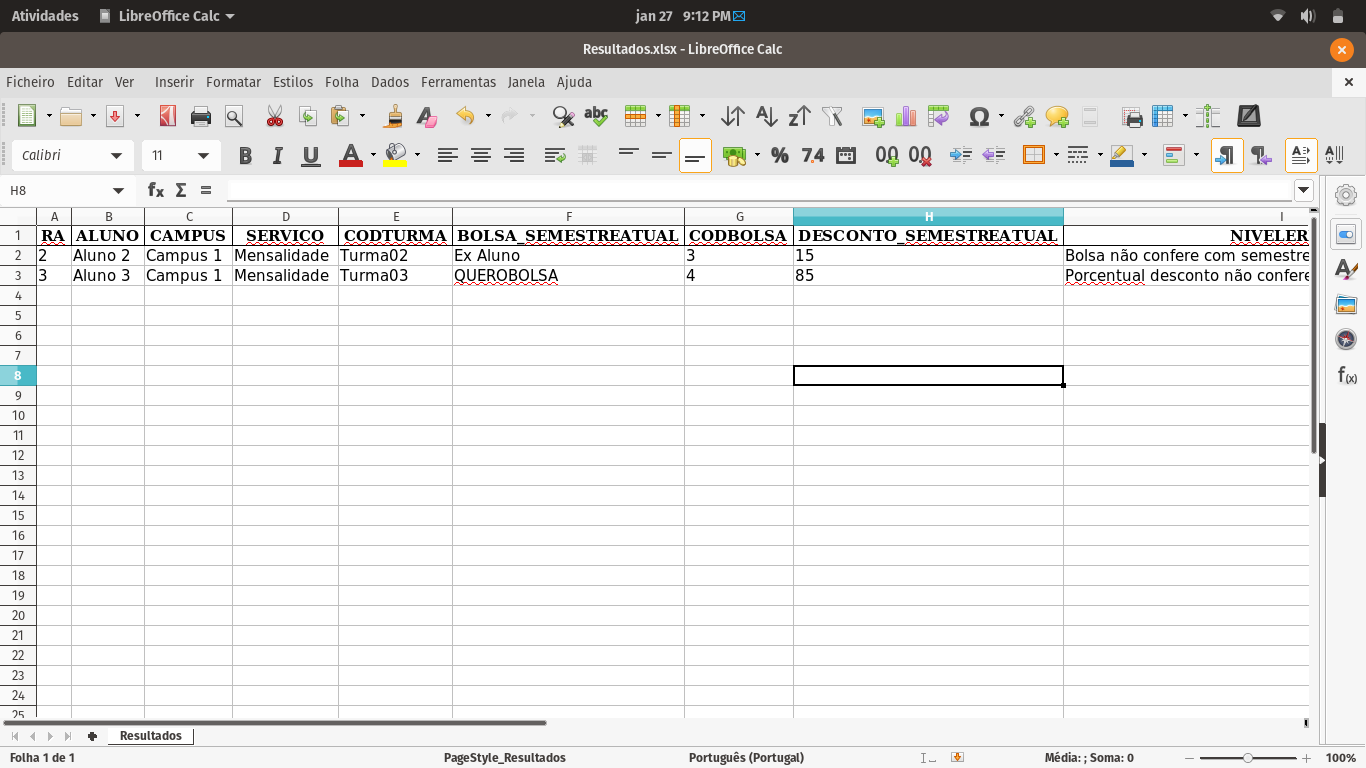 Atividades LibreOffice Calc jan 27 9:12 PM
Resultados.xlsx - LibreOffice Calc
Ficheiro Editar Ver Inserir Formatar Estilos Folha Dados Ferramentas Janela Ajuda
Calibri 11
H8
A B C D E F G H I
1 RA ALUNO CAMPUS SERVICO CODTURMA BOLSA_SEMESTREATUAL CODBOLSA DESCONTO_SEMESTREATUAL NIVELER
2 2 Aluno 2 Campus 1 Mensalidade Turma02 Ex Aluno 3 15 Bolsa não confere com semestre
3 3 Aluno 3 Campus 1 Mensalidade Turma03 QUEROBOLSA 4 85 Porcentual desconto não confere
4
5
6
7
8
9
10
11
12
13
14
15
16
17
18
19
20
21
22
23
24
25
Resultados
Folha 1 de 1 PageStyle_Resultados Português (Portugal) Média: ; Soma: 0 100%